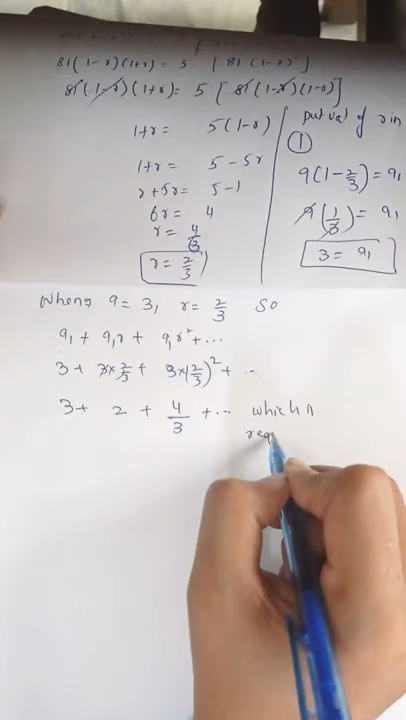 81(1-r)(1+r) = 5 [81(1-r)²]
81(1-r)(1+r) = 5 [81(1-r)(1-r)]
1+r = 5(1-r)
1+r = 5-5r
r+5r = 5-1
6r = 4
r = 4/6
r = 2/3
put val of r in
①
9(1-2/3) = a₁
9(1/3) = a₁
3 = a₁
When, a = 3, r = 2/3 So
a₁ + a₁r + a₁r² + ...
3 + 3×2/3 + 3×(2/3)² + ...
3 + 2 + 4/3 + ... which is
req